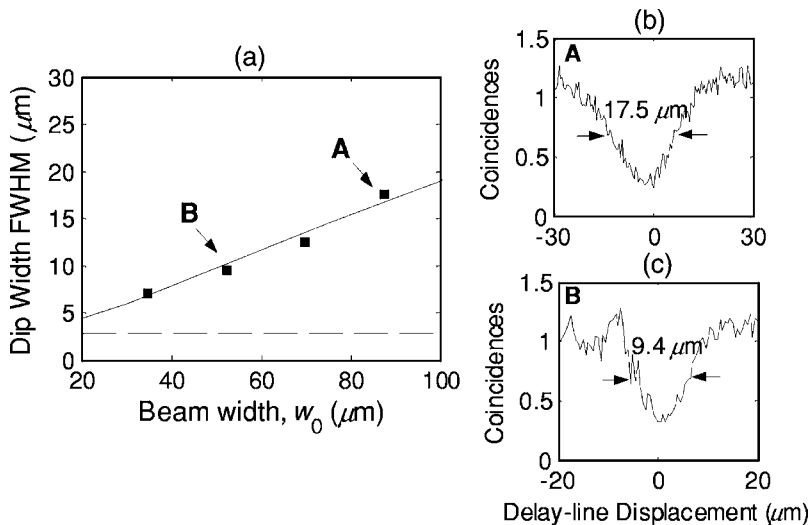 (a)
Dip Width FWHM (μm)
30
25
20
15
10
5
0
A
B
20 40 60 80 100
Beam width, w0 (μm)
(b)
Coincidences
1.5
1
0.5
0
A
17.5 μm
-30 0 30
(c)
Coincidences
1.5
1
0.5
0
B
9.4 μm
-20 0 20
Delay-line Displacement (μm)